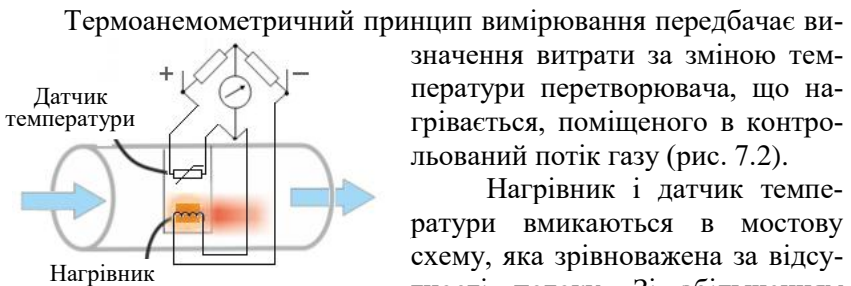 Термоанемометричний принцип вимірювання передбачає ви-
значення витрати за зміною тем-
ператури перетворювача, що на-
грівається, поміщеного в контро-
льований потік газу (рис. 7.2).
Нагрівник і датчик темпе-
ратури вмикаються в мостову
схему, яка зрівноважена за відсу-
+
−
Датчик
температури
Нагрівник